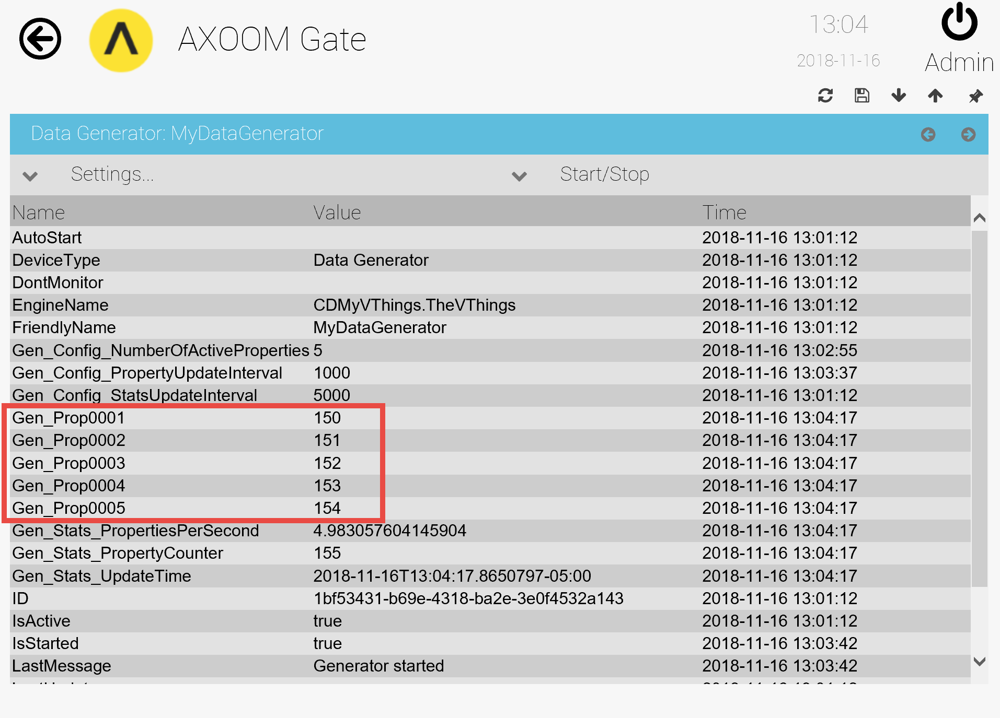 AXOOM Gate
13:04
2018-11-16
Admin
Data Generator: MyDataGenerator
Settings... Start/Stop
Name Value Time
AutoStart 2018-11-16 13:01:12
DeviceType Data Generator 2018-11-16 13:01:12
DontMonitor 2018-11-16 13:01:12
EngineName CDMyVThings.TheVThings 2018-11-16 13:01:12
FriendlyName MyDataGenerator 2018-11-16 13:01:12
Gen_Config_NumberOfActiveProperties 5 2018-11-16 13:02:55
Gen_Config_PropertyUpdateInterval 1000 2018-11-16 13:03:37
Gen_Config_StatsUpdateInterval 5000 2018-11-16 13:01:12
Gen_Prop0001 150 2018-11-16 13:04:17
Gen_Prop0002 151 2018-11-16 13:04:17
Gen_Prop0003 152 2018-11-16 13:04:17
Gen_Prop0004 153 2018-11-16 13:04:17
Gen_Prop0005 154 2018-11-16 13:04:17
Gen_Stats_PropertiesPerSecond 4.983057604145904 2018-11-16 13:04:17
Gen_Stats_PropertyCounter 155 2018-11-16 13:04:17
Gen_Stats_UpdateTime 2018-11-16T13:04:17.8650797-05:00 2018-11-16 13:04:17
ID 1bf53431-b69e-4318-ba2e-3e0f4532a143 2018-11-16 13:01:12
IsActive true 2018-11-16 13:01:12
IsStarted true 2018-11-16 13:03:42
LastMessage Generator started 2018-11-16 13:03:42